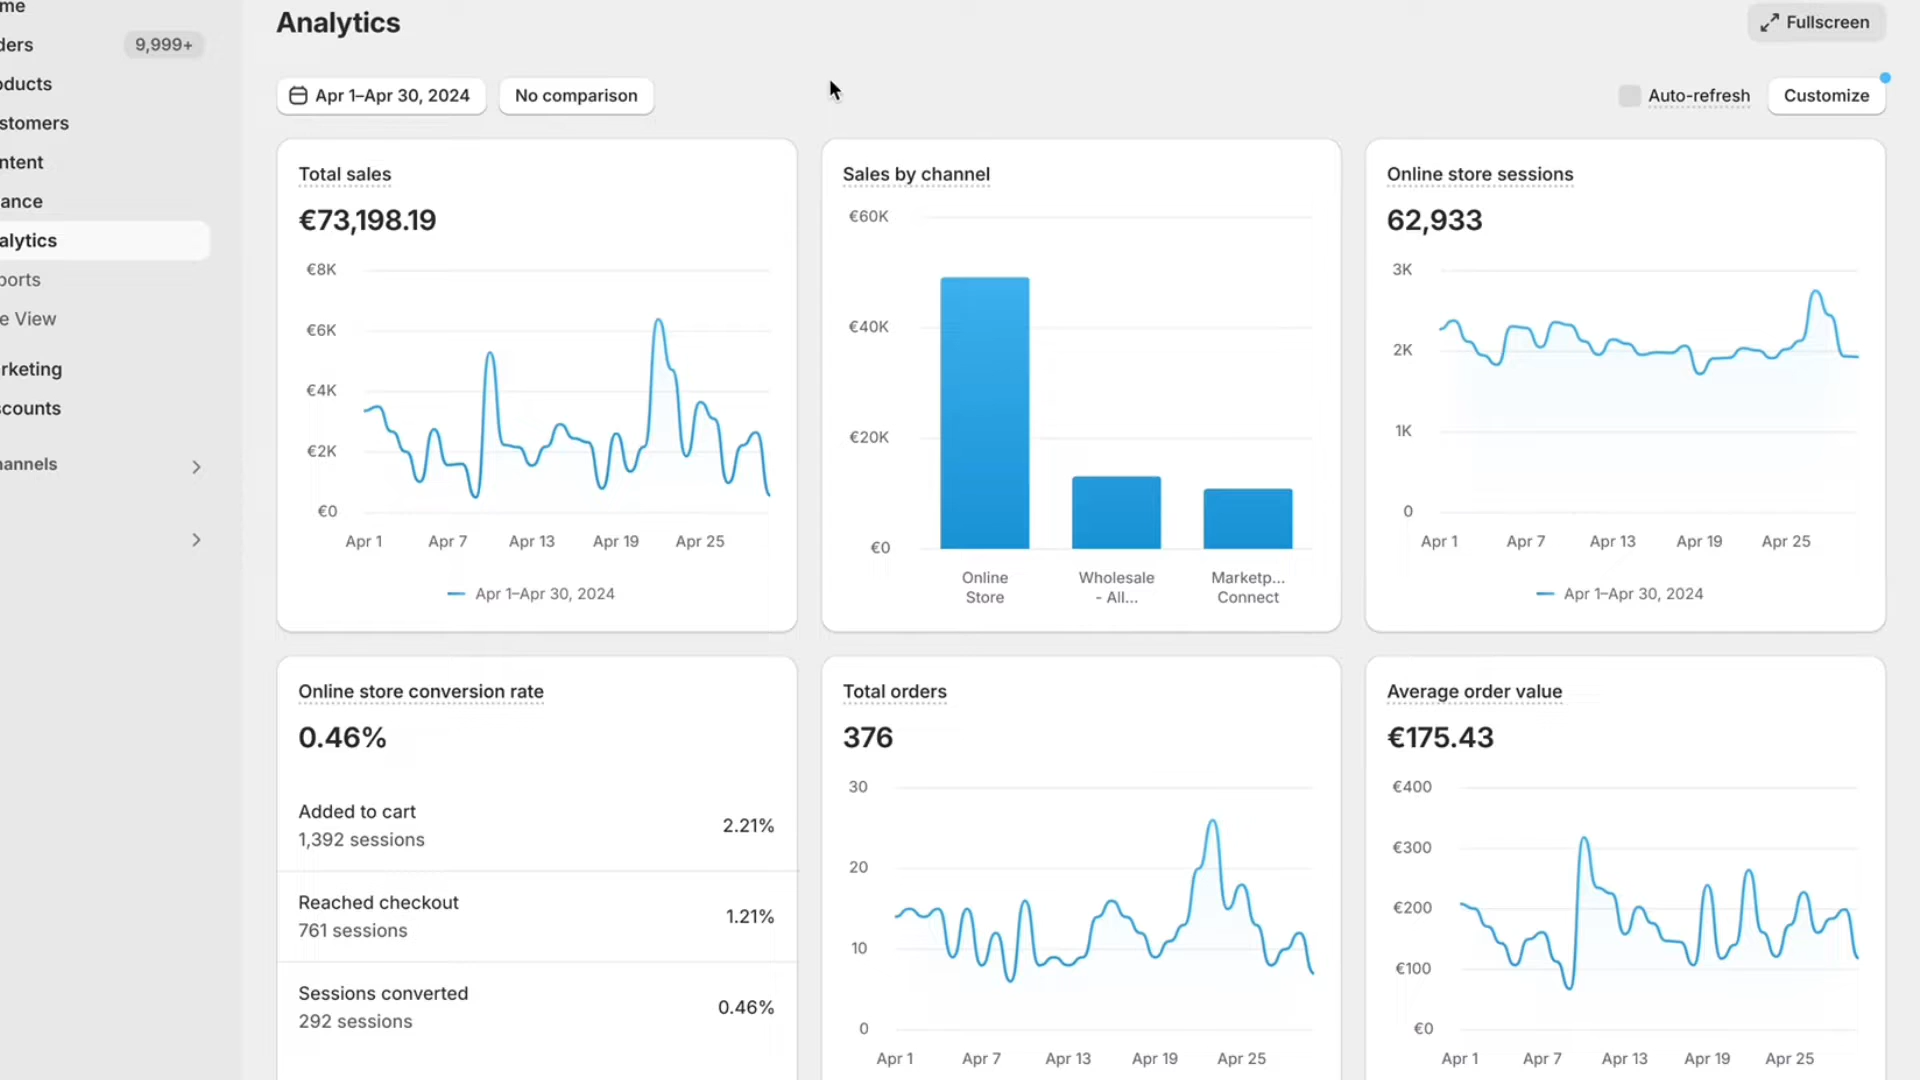 me
Analytics
Fullscreen
ders
9,999+
oducts
Apr 1–Apr 30, 2024
No comparison
Auto-refresh
Customize
stomers
ntent
ance
alytics
ports
e View
rketing
scounts
hannels
Total sales
€73,198.19
€8K
€6K
€4K
€2K
€0
Apr 1
Apr 7
Apr 13
Apr 19
Apr 25
Apr 1–Apr 30, 2024
Sales by channel
€60K
€40K
€20K
€0
Online
Store
Wholesale
- All...
Marketp...
Connect
Online store sessions
62,933
3K
2K
1K
0
Apr 1
Apr 7
Apr 13
Apr 19
Apr 25
Apr 1–Apr 30, 2024
Online store conversion rate
0.46%
Added to cart
1,392 sessions
2.21%
Reached checkout
761 sessions
1.21%
Sessions converted
292 sessions
0.46%
Total orders
376
30
20
10
0
Apr 1
Apr 7
Apr 13
Apr 19
Apr 25
Average order value
€175.43
€400
€300
€200
€100
€0
Apr 1
Apr 7
Apr 13
Apr 19
Apr 25